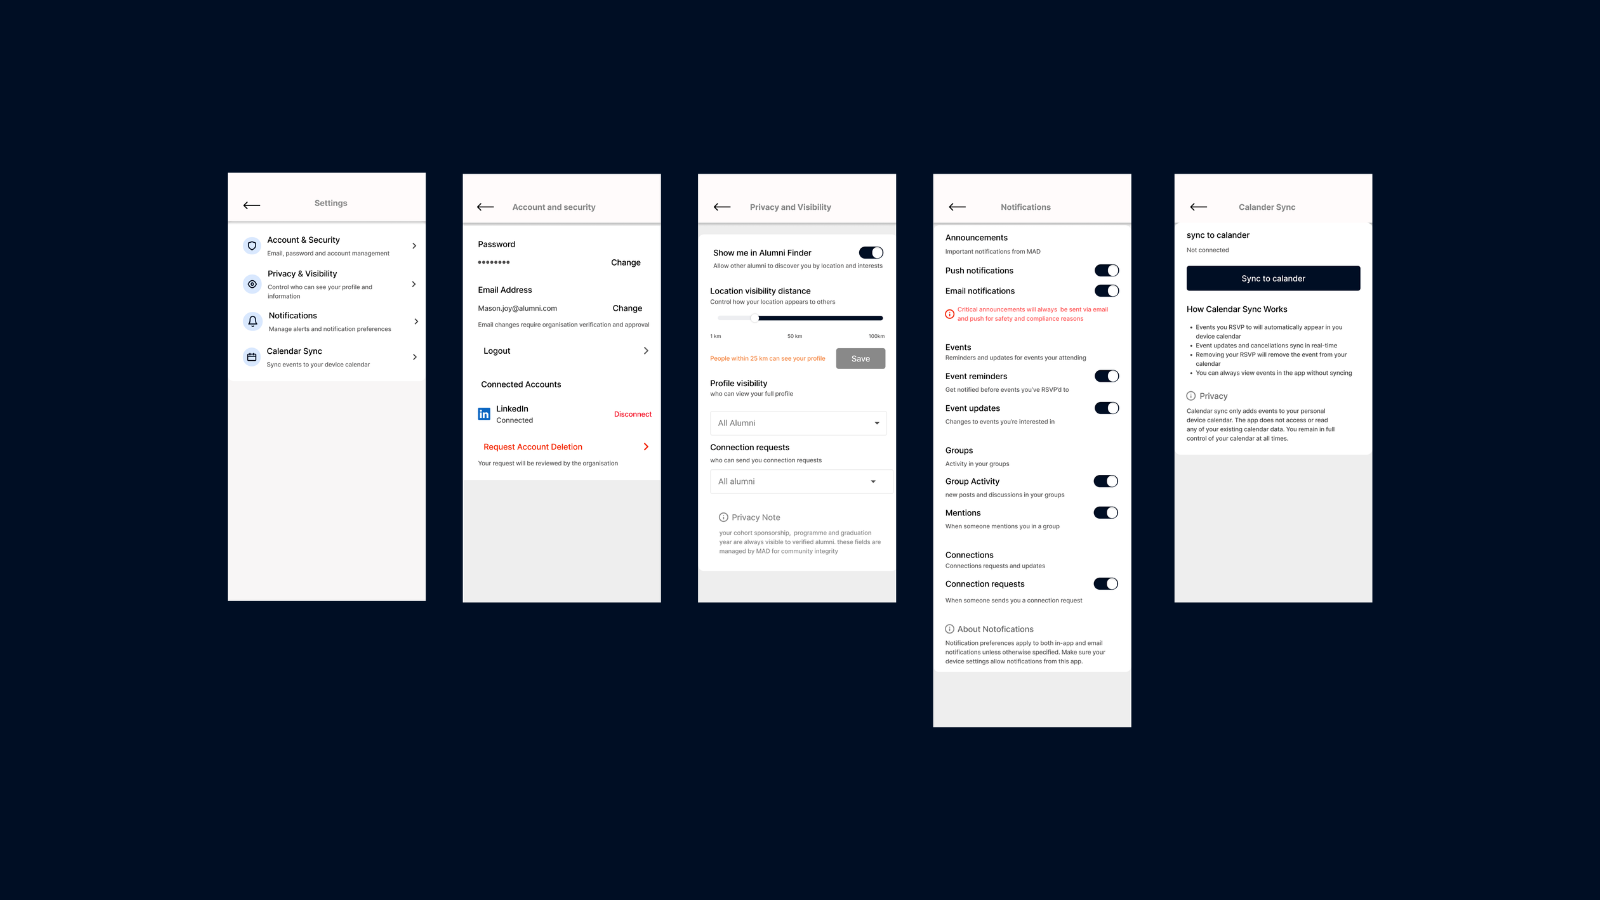 Settings
Account & Security
Email, password and account management
Privacy & Visibility
Control who can see your profile and
information
Notifications
Manage alerts and notification preferences
Calendar Sync
Sync events to your device calendar
Account and security
Password
••••••••
Change
Email Address
Mason.joy@alumni.com
Change
Email changes require organisation verification and approval
Logout
Connected Accounts
in
LinkedIn
Connected
Disconnect
Request Account Deletion
Your request will be reviewed by the organisation
Privacy and Visibility
Show me in Alumni Finder
Allow other alumni to discover you by location and interests
Location visibility distance
Control how your location appears to others
1 km
50 km
100km
People within 25 km can see your profile
Save
Profile visibility
who can view your full profile
All Alumni
Connection requests
who can send you connection requests
All alumni
Privacy Note
your cohort sponsorship, programme and graduation
year are always visible to verified alumni. these fields are
managed by MAD for community integrity
Notifications
Announcements
Important notifications from MAD
Push notifications
Email notifications
Critical announcements will always be sent via email
and push for safety and compliance reasons
Events
Reminders and updates for events your attending
Event reminders
Get notified before events you've RSVP'd to
Event updates
Changes to events you're interested in
Groups
Activity in your groups
Group Activity
new posts and discussions in your groups
Mentions
When someone mentions you in a group
Connections
Connections requests and updates
Connection requests
When someone sends you a connection request
About Notofications
Notification preferences apply to both in-app and email
notifications unless otherwise specified. Make sure your
device settings allow notifications from this app.
Calander Sync
sync to calander
Not connected
Sync to calander
How Calendar Sync Works
• Events you RSVP to will automatically appear in you
device calendar
• Event updates and cancellations sync in real-time
• Removing your RSVP will remove the event from your
calendar
• You can always view events in the app without syncing
Privacy
Calendar sync only adds events to your personal
device calendar. The app does not access or read
any of your existing calendar data. You remain in full
control of your calendar at all times.